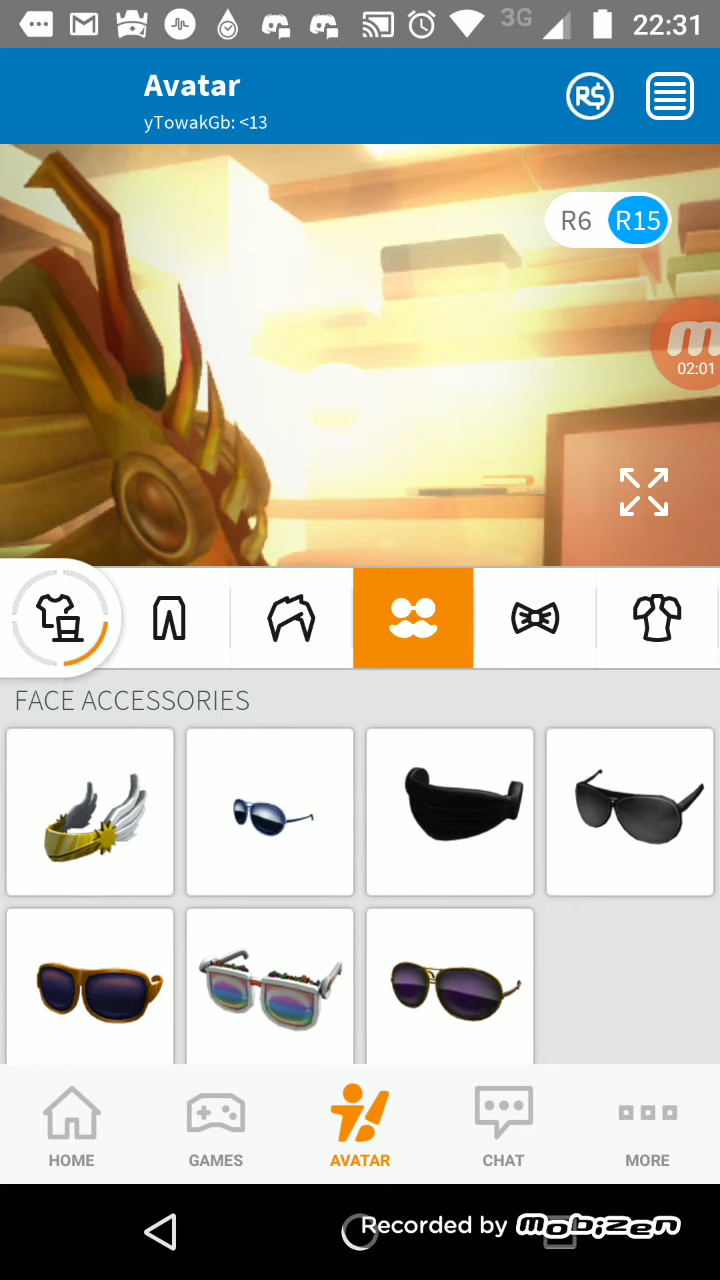 3G
22:31
Avatar
yTowakGb: <13
R$
R6 R15
m
02:01
FACE ACCESSORIES
HOME
GAMES
AVATAR
CHAT
MORE
Recorded by mobizen